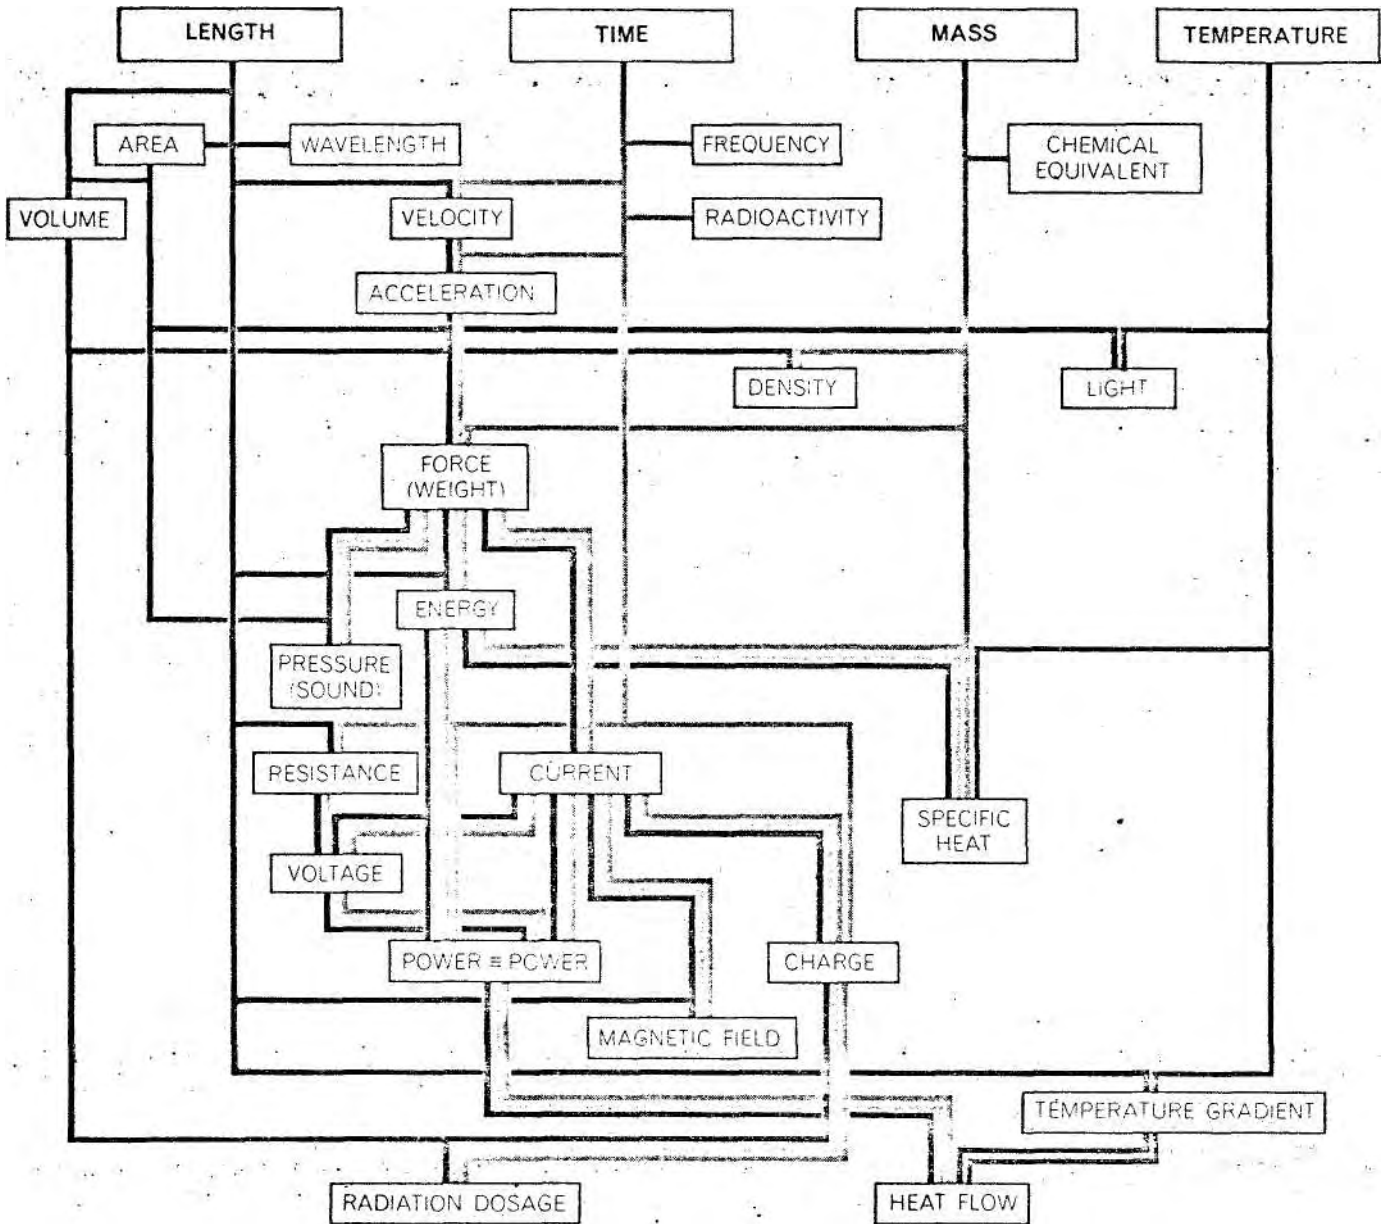 LENGTH
TIME
MASS
TEMPERATURE
AREA
WAVELENGTH
FREQUENCY
CHEMICAL
EQUIVALENT
VOLUME
VELOCITY
RADIOACTIVITY
ACCELERATION
DENSITY
LIGHT
FORCE
(WEIGHT)
ENERGY
PRESSURE
(SOUND)
RESISTANCE
CURRENT
SPECIFIC
HEAT
VOLTAGE
POWER ≡ POWER
CHARGE
MAGNETIC FIELD
TEMPERATURE GRADIENT
RADIATION DOSAGE
HEAT FLOW